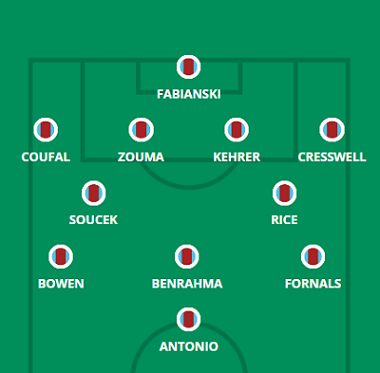 FABIANSKI
COUFAL ZOUMA KEHRER CRESSWELL
SOUCEK RICE
BOWEN BENRAHMA FORNALS
ANTONIO